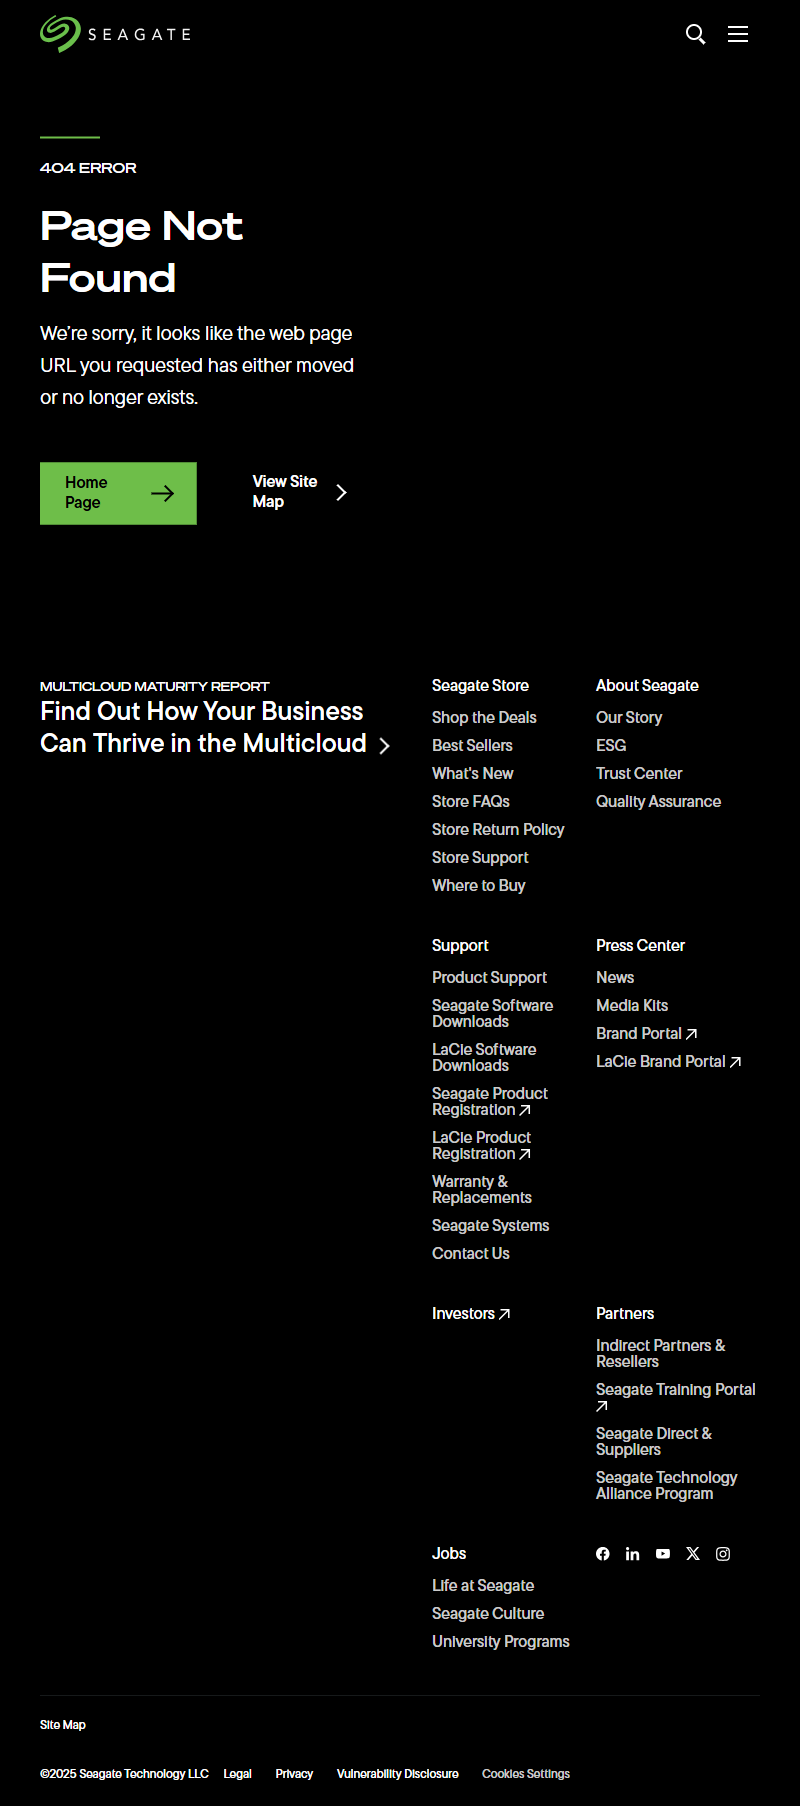 SEAGATE
404 ERROR
Page Not
Found
We’re sorry, it looks like the web page
URL you requested has either moved
or no longer exists.
Home
Page
View Site
Map
MULTICLOUD MATURITY REPORT
Find Out How Your Business
Can Thrive in the Multicloud
Seagate Store
Shop the Deals
Best Sellers
What's New
Store FAQs
Store Return Policy
Store Support
Where to Buy
About Seagate
Our Story
ESG
Trust Center
Quality Assurance
Support
Product Support
Seagate Software
Downloads
LaCie Software
Downloads
Seagate Product
Registration
LaCie Product
Registration
Warranty &
Replacements
Seagate Systems
Contact Us
Press Center
News
Media Kits
Brand Portal
LaCie Brand Portal
Investors
Partners
Indirect Partners &
Resellers
Seagate Training Portal
Seagate Direct &
Suppliers
Seagate Technology
Alliance Program
Jobs
Life at Seagate
Seagate Culture
University Programs
Site Map
©2025 Seagate Technology LLC Legal Privacy Vulnerability Disclosure Cookies Settings